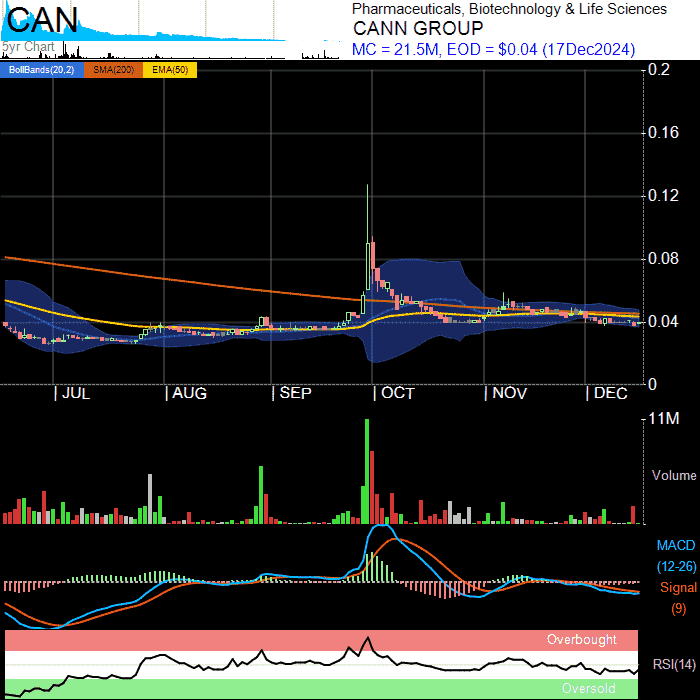 CAN
5yr Chart
Pharmaceuticals, Biotechnology & Life Sciences
CANN GROUP
MC = 21.5M, EOD = $0.04 (17Dec2024)
BollBands(20,2) SMA(200) EMA(50)
0.2
0.16
0.12
0.08
0.04
0
JUL AUG SEP OCT NOV DEC
11M
Volume
MACD
(12-26)
Signal
(9)
Overbought
RSI(14)
Oversold